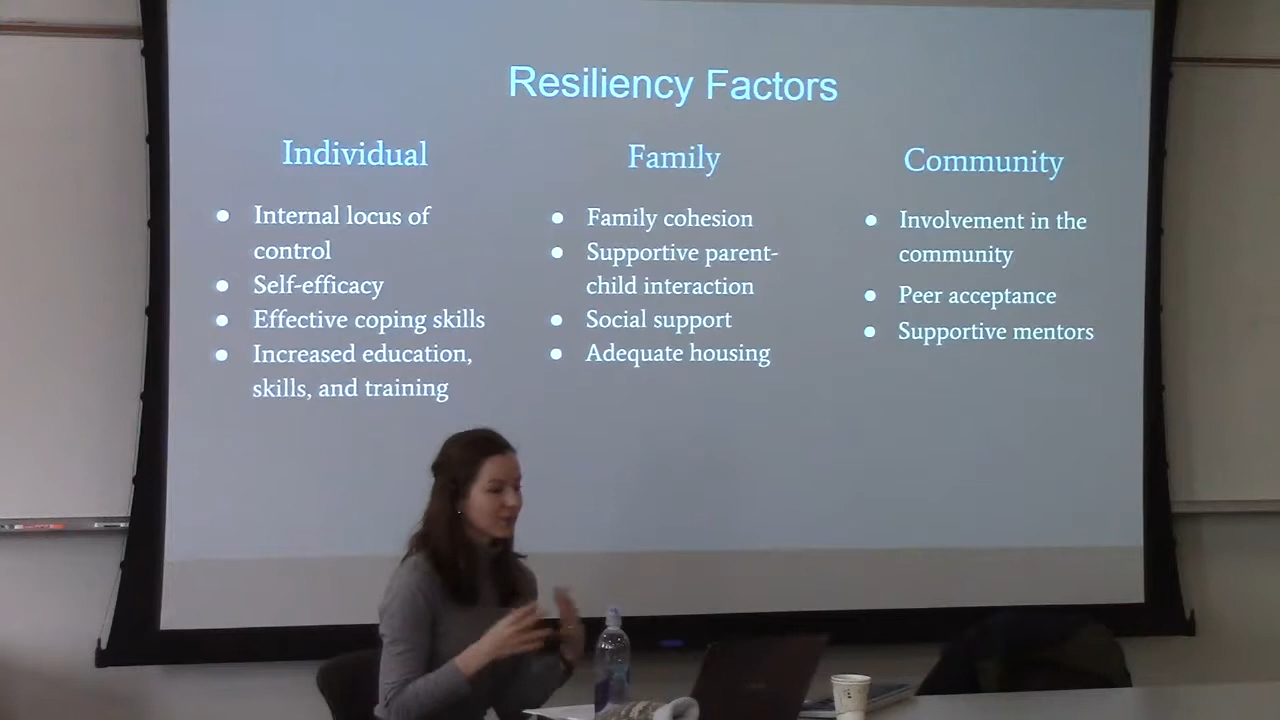 Resiliency Factors
Individual
● Internal locus of
control
● Self-efficacy
● Effective coping skills
● Increased education,
skills, and training
Family
● Family cohesion
● Supportive parent-
child interaction
● Social support
● Adequate housing
Community
● Involvement in the
community
● Peer acceptance
● Supportive mentors